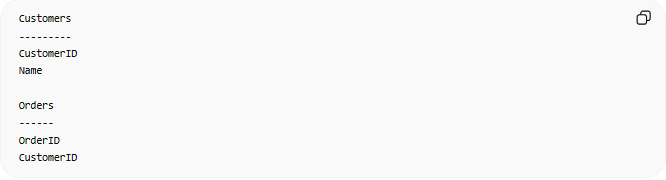 Customers
---------
CustomerID
Name

Orders
------
OrderID
CustomerID